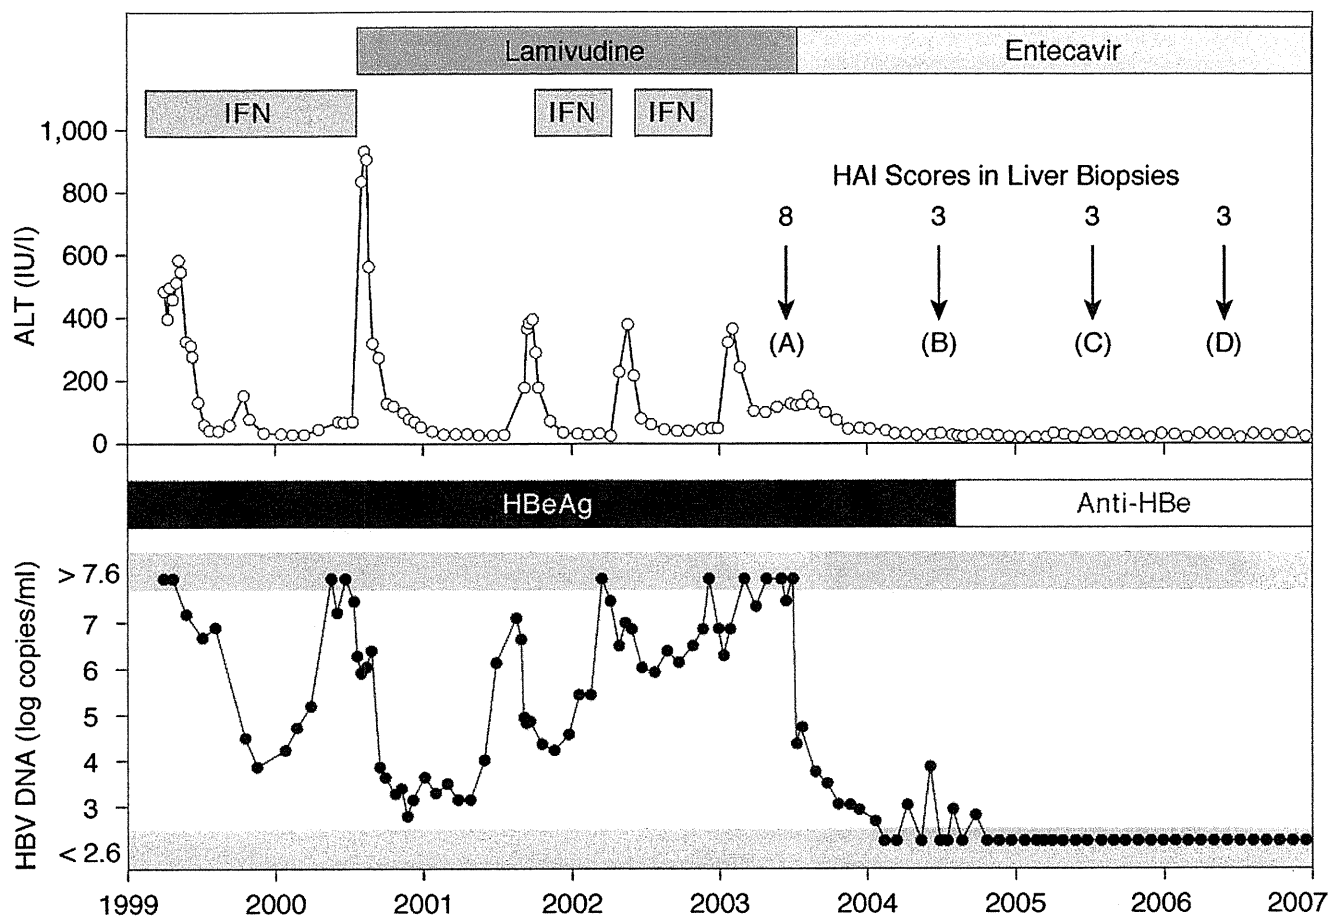 Lamivudine Entecavir
IFN IFN IFN
1,000
800
600
400
200
0
ALT (IU/l)
HAI Scores in Liver Biopsies
8 3 3 3
(A) (B) (C) (D)
HBeAg Anti-HBe
> 7.6
7
6
5
4
3
< 2.6
HBV DNA (log copies/ml)
1999 2000 2001 2002 2003 2004 2005 2006 2007